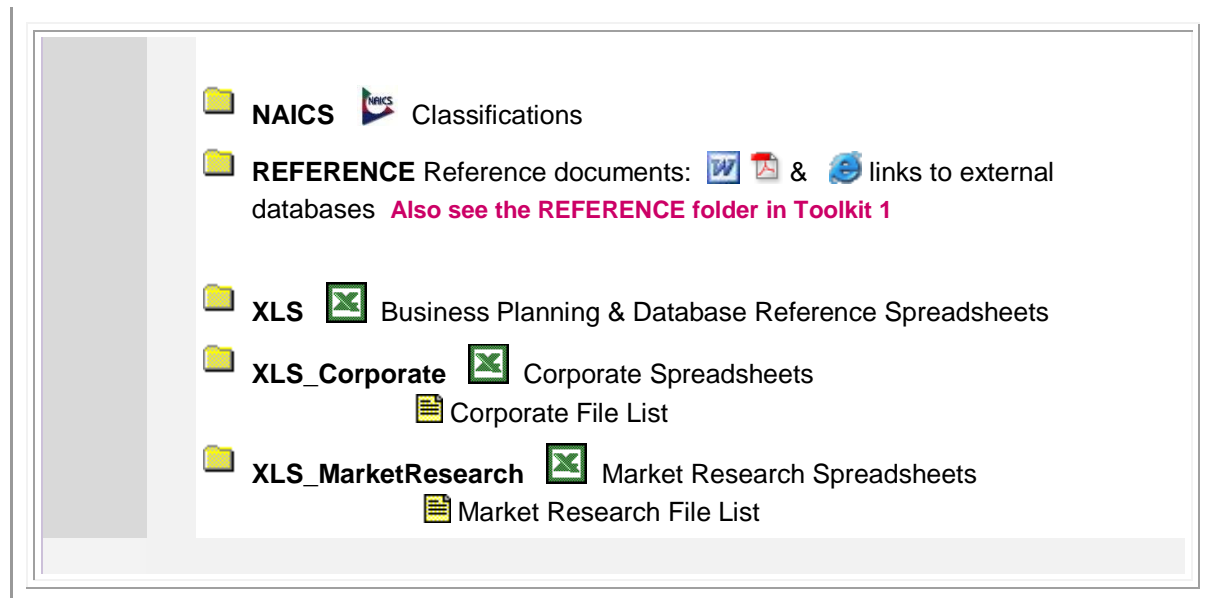 NAICS NAICS Classifications
REFERENCE Reference documents: W & links to external
databases Also see the REFERENCE folder in Toolkit 1
XLS X Business Planning & Database Reference Spreadsheets
XLS_Corporate X Corporate Spreadsheets
Corporate File List
XLS_MarketResearch X Market Research Spreadsheets
Market Research File List